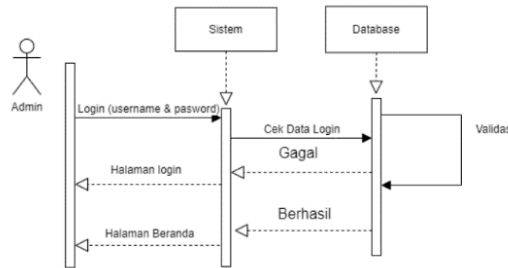 Sistem
Database
Admin
Login (username & pasword)
Cek Data Login
Validas
Gagal
Halaman login
Berhasil
Halaman Beranda